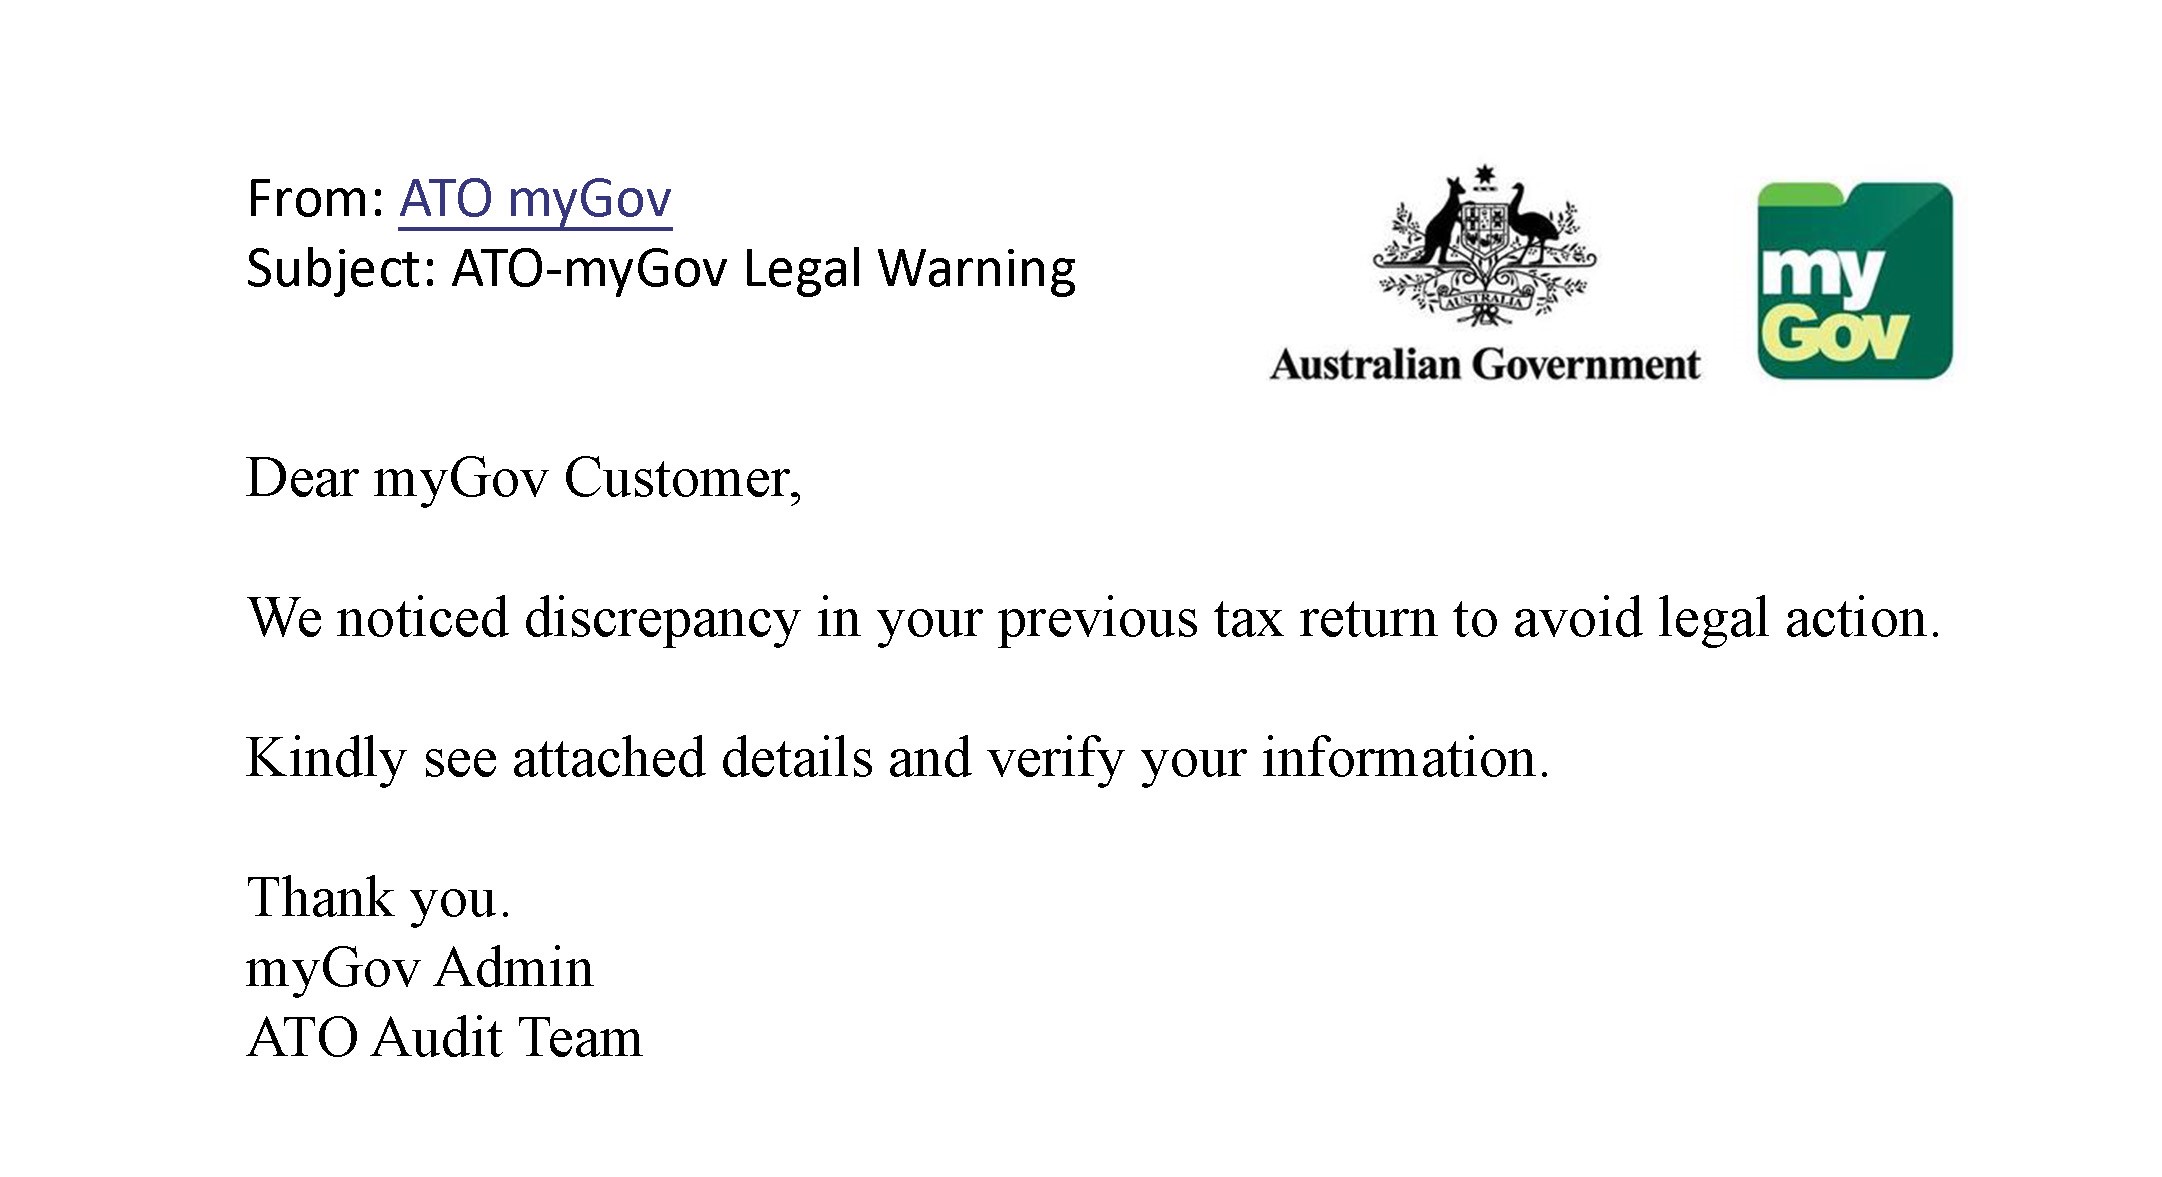 From: ATO myGov
Subject: ATO-myGov Legal Warning
AUSTRALIA
Australian Government
my
Gov
Dear myGov Customer,
We noticed discrepancy in your previous tax return to avoid legal action.
Kindly see attached details and verify your information.
Thank you.
myGov Admin
ATO Audit Team